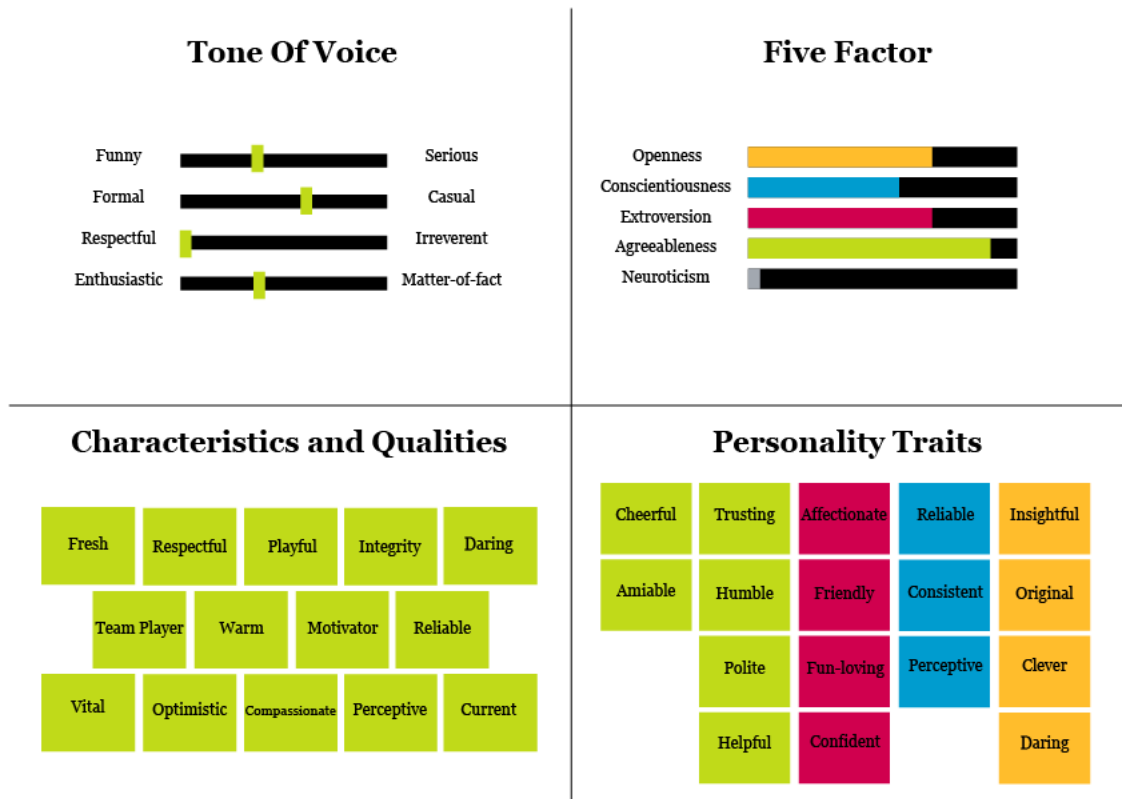 Tone Of Voice
Funny Serious
Formal Casual
Respectful Irreverent
Enthusiastic Matter-of-fact
Five Factor
Openness
Conscientiousness
Extroversion
Agreeableness
Neuroticism
Characteristics and Qualities
Fresh Respectful Playful Integrity Daring
Team Player Warm Motivator Reliable
Vital Optimistic Compassionate Perceptive Current
Personality Traits
Cheerful Trusting Affectionate Reliable Insightful
Amiable Humble Friendly Consistent Original
Polite Fun-loving Perceptive Clever
Helpful Confident Daring